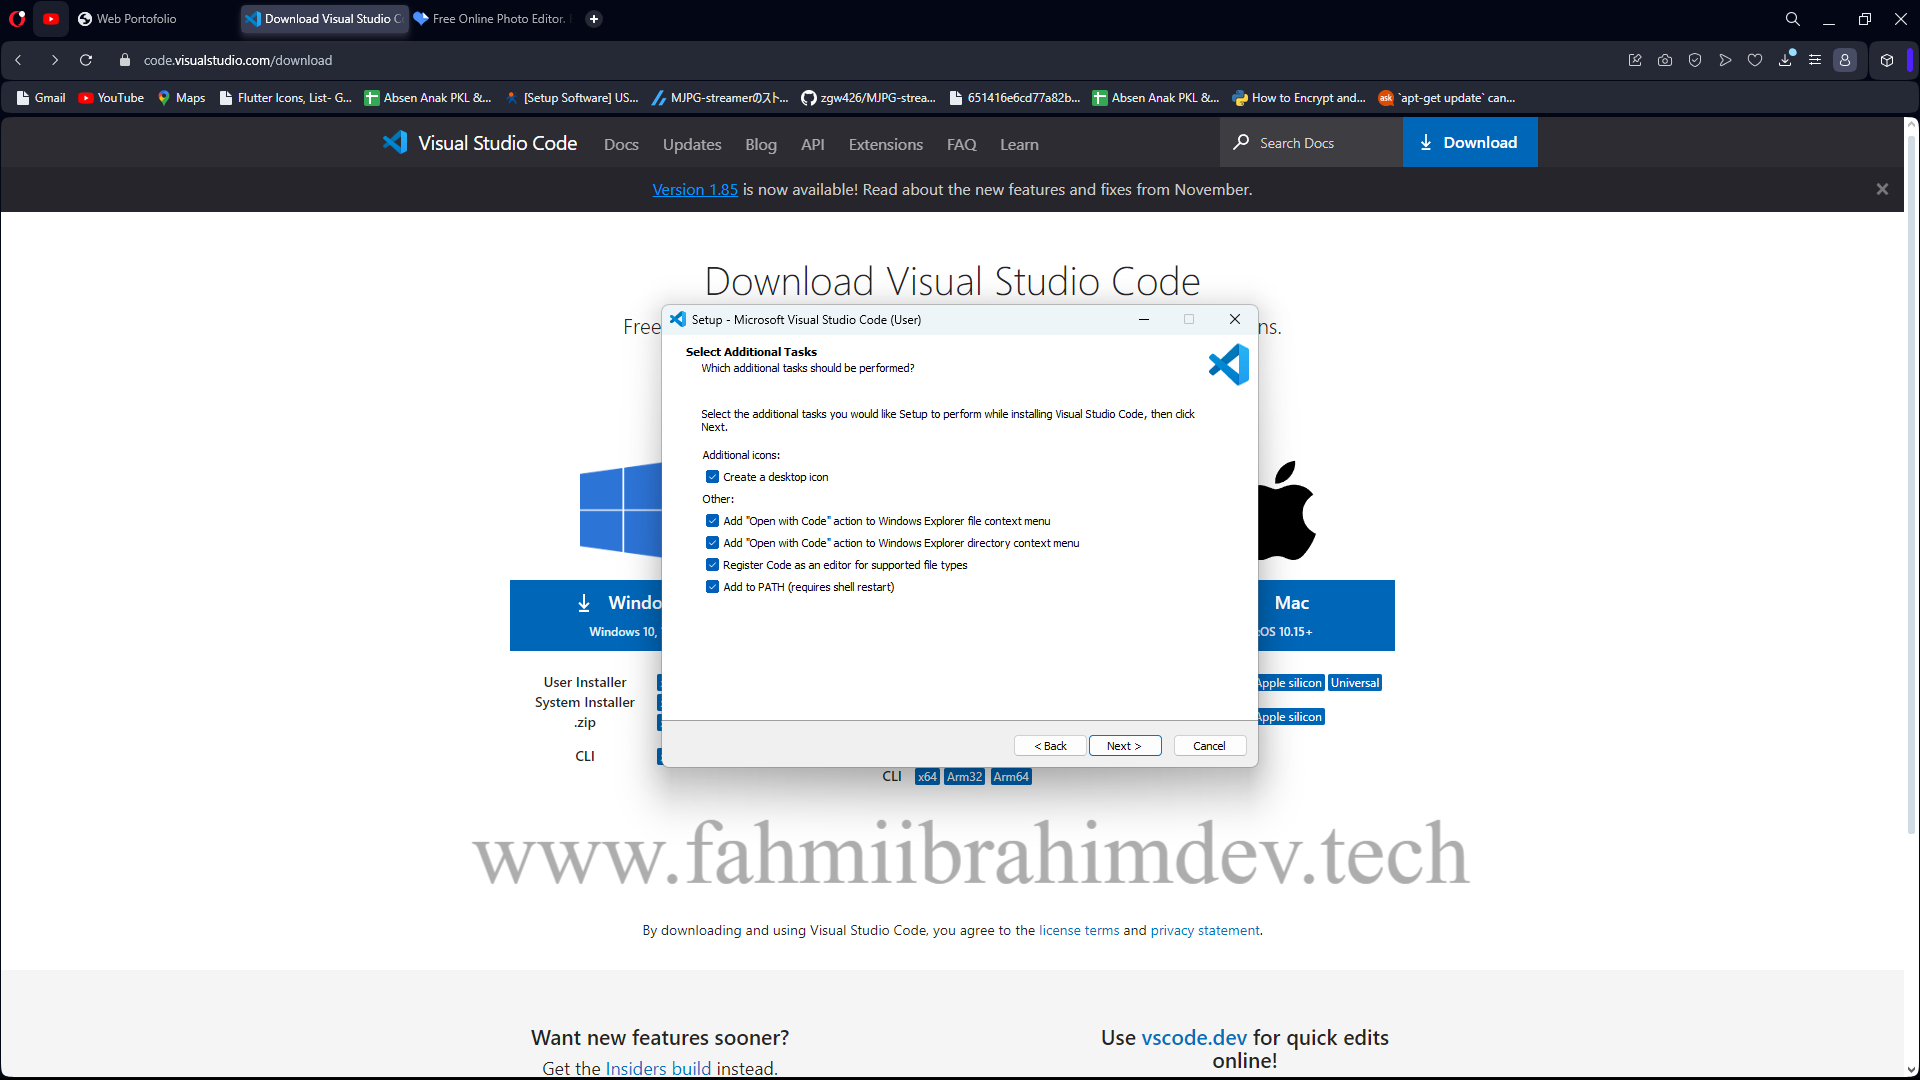 Web Portofolio
Download Visual Studio C
Free Online Photo Editor.
code.visualstudio.com/download
Gmail
YouTube
Maps
Flutter Icons, List- G...
Absen Anak PKL &...
[Setup Software] US...
MJPG-streamerのスト...
zgw426/MJPG-strea...
651416e6cd77a82b...
Absen Anak PKL &...
How to Encrypt and...
ask
`apt-get update` can...
Visual Studio Code
Docs
Updates
Blog
API
Extensions
FAQ
Learn
Search Docs
Download
Version 1.85 is now available! Read about the new features and fixes from November.
Download Visual Studio Code
Free
ns.
Setup - Microsoft Visual Studio Code (User)
Select Additional Tasks
Which additional tasks should be performed?
Select the additional tasks you would like Setup to perform while installing Visual Studio Code, then click
Next.
Additional icons:
Create a desktop icon
Other:
Add "Open with Code" action to Windows Explorer file context menu
Add "Open with Code" action to Windows Explorer directory context menu
Register Code as an editor for supported file types
Add to PATH (requires shell restart)
< Back
Next >
Cancel
Windo
Windows 10,
Mac
OS 10.15+
User Installer
System Installer
.zip
CLI
Apple silicon
Universal
Apple silicon
CLI
x64
Arm32
Arm64
www.fahmiibrahimdev.tech
By downloading and using Visual Studio Code, you agree to the license terms and privacy statement.
Want new features sooner?
Get the Insiders build instead.
Use vscode.dev for quick edits
online!